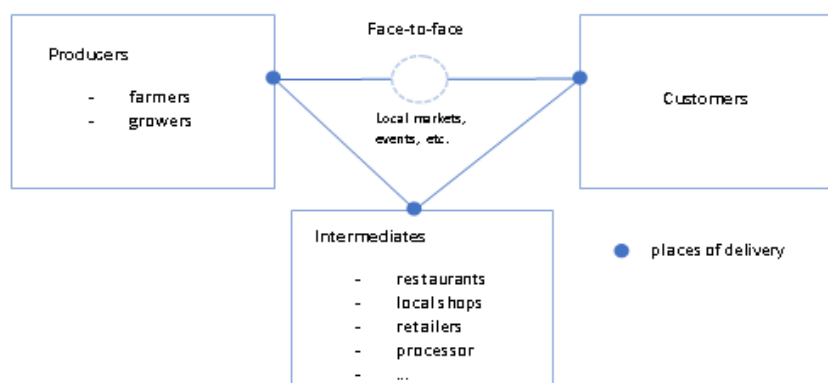 Producers
- farmers
- growers
Face-to-face
Local markets,
events, etc.
Customers
Intermediates
- restaurants
- local shops
- retailers
- processor
- ...
places of delivery